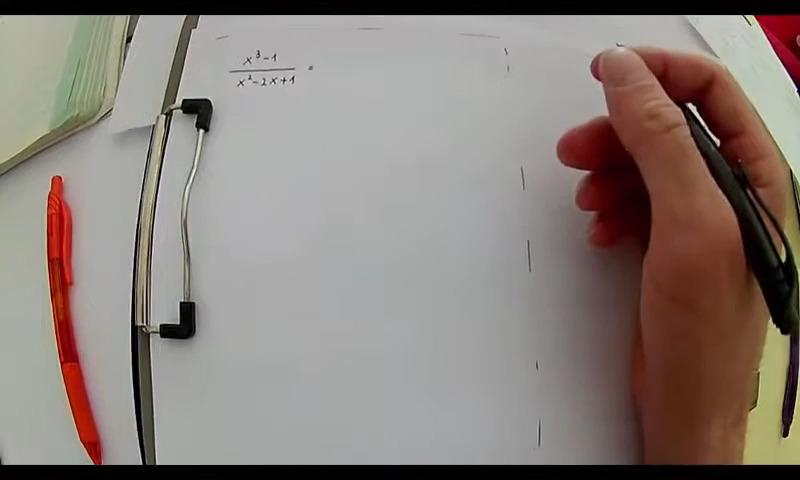 x³-1
x²-2x+1 =